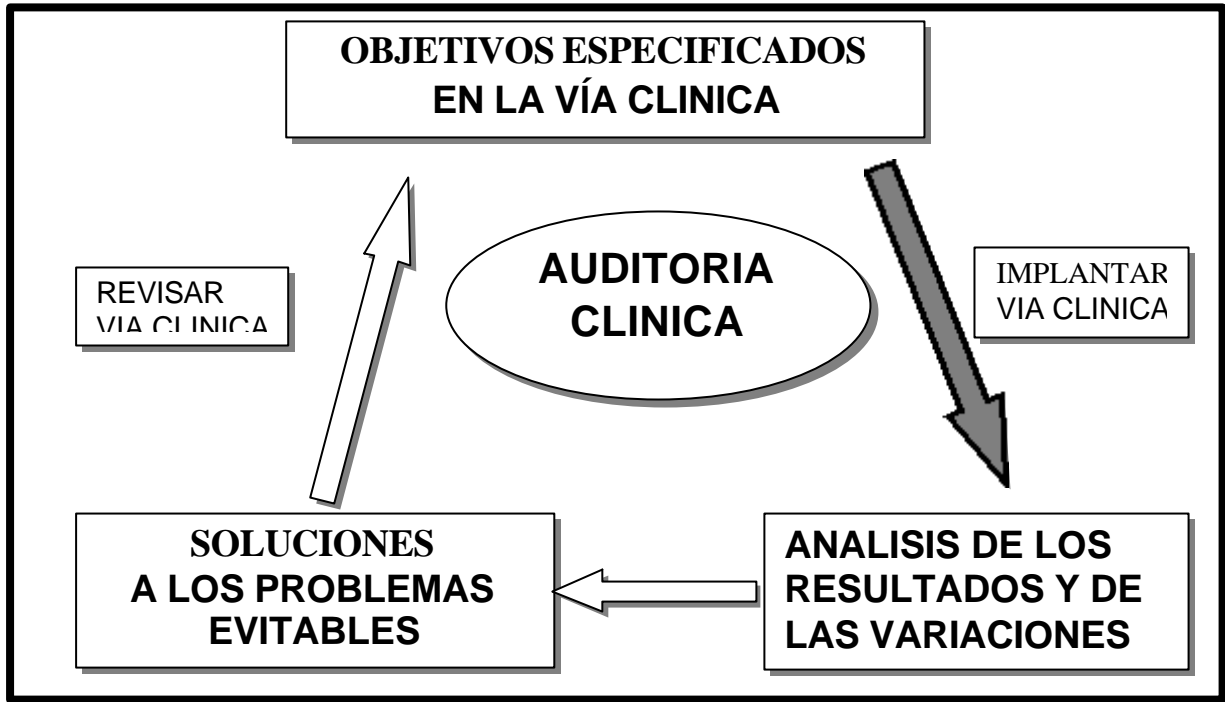 OBJETIVOS ESPECIFICADOS
EN LA VÍA CLINICA
AUDITORIA
CLINICA
REVISAR
VIA CLINICA
IMPLANTAR
VIA CLINICA
SOLUCIONES
A LOS PROBLEMAS
EVITABLES
ANALISIS DE LOS
RESULTADOS Y DE
LAS VARIACIONES